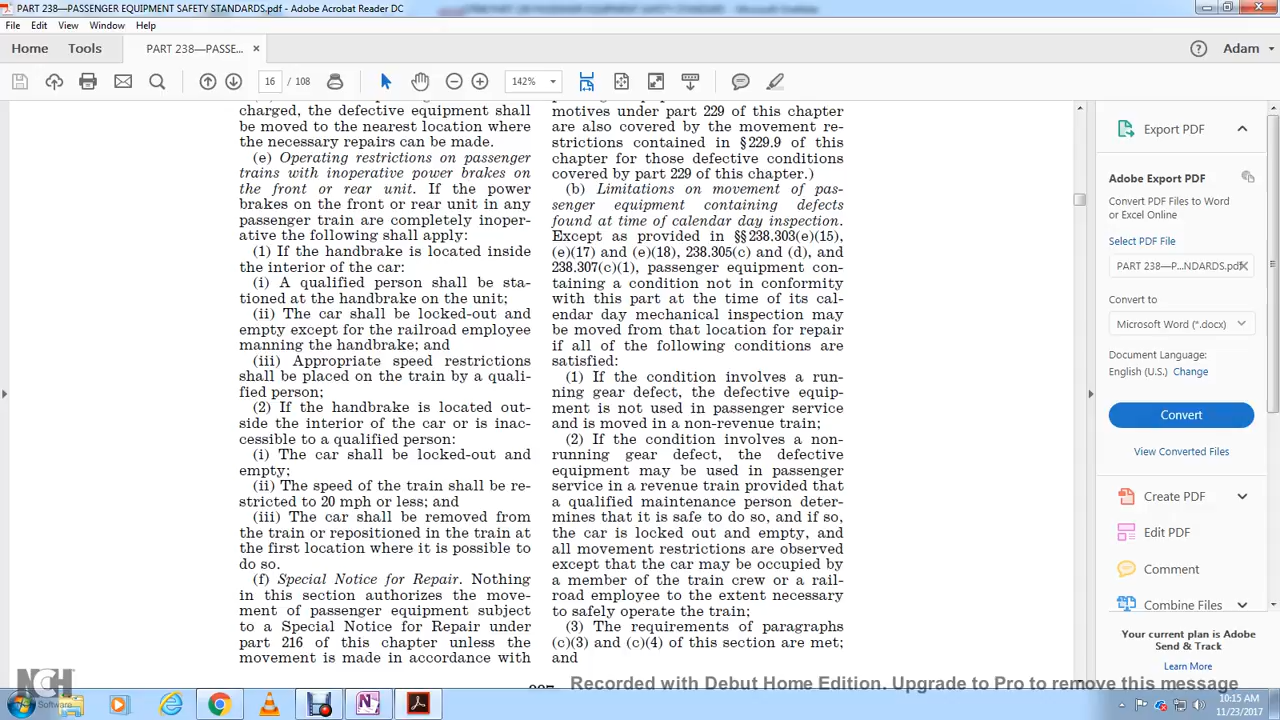 PART 238—PASSENGER EQUIPMENT SAFETY STANDARDS.pdf - Adobe Acrobat Reader DC
File Edit View Window Help
Home Tools PART 238—PASSE... × Adam
16 / 108 142%
charged, the defective equipment shall
be moved to the nearest location where
the necessary repairs can be made.
(e) Operating restrictions on passenger
trains with inoperative power brakes on
the front or rear unit. If the power
brakes on the front or rear unit in any
passenger train are completely inoper-
ative the following shall apply:
(1) If the handbrake is located inside
the interior of the car:
(i) A qualified person shall be sta-
tioned at the handbrake on the unit;
(ii) The car shall be locked-out and
empty except for the railroad employee
manning the handbrake; and
(iii) Appropriate speed restrictions
shall be placed on the train by a quali-
fied person;
(2) If the handbrake is located out-
side the interior of the car or is inac-
cessible to a qualified person:
(i) The car shall be locked-out and
empty;
(ii) The speed of the train shall be re-
stricted to 20 mph or less; and
(iii) The car shall be removed from
the train or repositioned in the train at
the first location where it is possible to
do so.
(f) Special Notice for Repair. Nothing
in this section authorizes the move-
ment of passenger equipment subject
to a Special Notice for Repair under
part 216 of this chapter unless the
movement is made in accordance with
motives under part 229 of this chapter
are also covered by the movement re-
strictions contained in § 229.9 of this
chapter for those defective conditions
covered by part 229 of this chapter.)
(b) Limitations on movement of pas-
senger equipment containing defects
found at time of calendar day inspection.
Except as provided in §§ 238.303(e)(15),
(e)(17) and (e)(18), 238.305(c) and (d), and
238.307(c)(1), passenger equipment con-
taining a condition not in conformity
with this part at the time of its cal-
endar day mechanical inspection may
be moved from that location for repair
if all of the following conditions are
satisfied:
(1) If the condition involves a run-
ning gear defect, the defective equip-
ment is not used in passenger service
and is moved in a non-revenue train;
(2) If the condition involves a non-
running gear defect, the defective
equipment may be used in passenger
service in a revenue train provided that
a qualified maintenance person deter-
mines that it is safe to do so, and if so,
the car is locked out and empty, and
all movement restrictions are observed
except that the car may be occupied by
a member of the train crew or a rail-
road employee to the extent necessary
to safely operate the train;
(3) The requirements of paragraphs
(c)(3) and (c)(4) of this section are met;
and
Export PDF
Adobe Export PDF
Convert PDF Files to Word
or Excel Online
Select PDF File
PART 238—P...NDARDS.pdf
Convert to
Microsoft Word (*.docx)
Document Language:
English (U.S.) Change
Convert
View Converted Files
Create PDF
Edit PDF
Comment
Combine Files
Your current plan is Adobe
Send & Track
Learn More
NCH
Software
Recorded with Debut Home Edition. Upgrade to Pro to remove this message
10:15 AM
11/23/2017